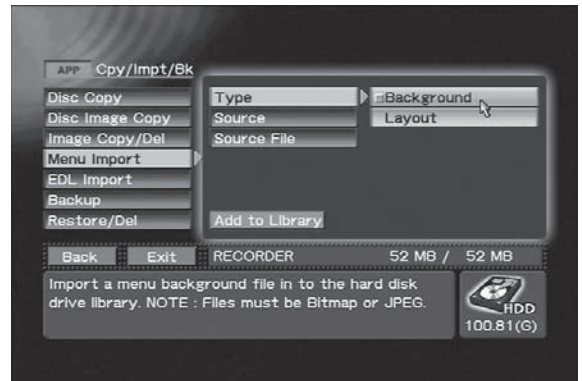 APP Cpy/Impt/Bk
Disc Copy
Disc Image Copy
Image Copy/Del
Menu Import
EDL Import
Backup
Restore/Del
Type
Source
Source File
Background
Layout
Add to Library
Back Exit RECORDER 52 MB / 52 MB
Import a menu background file in to the hard disk
drive library. NOTE : Files must be Bitmap or JPEG.
HDD
100.81(G)